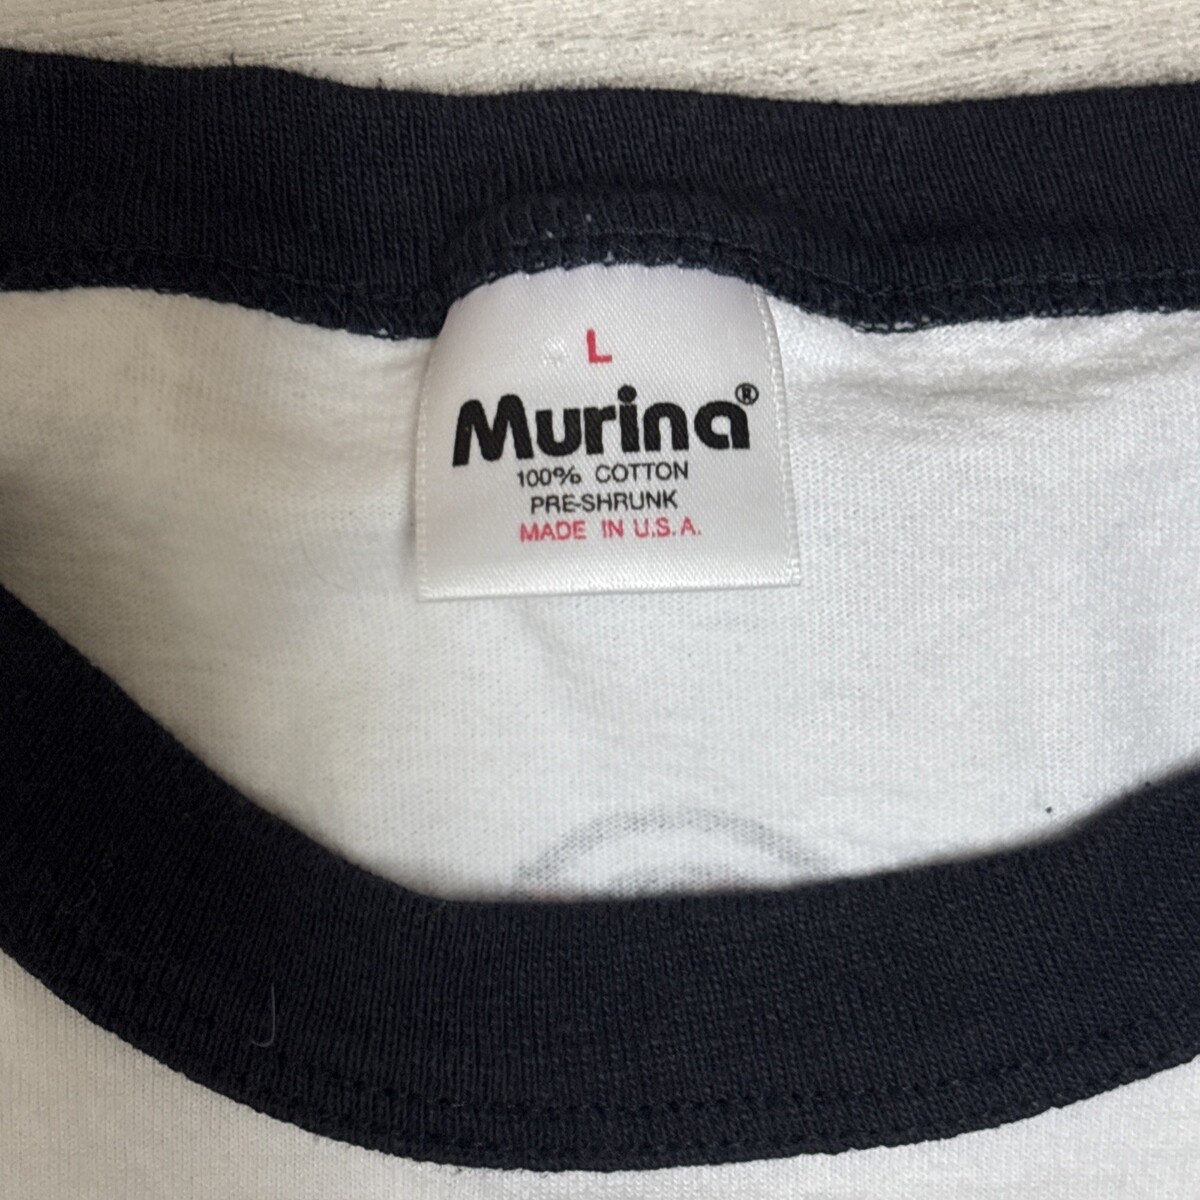 L
Murina®
100% COTTON
PRE-SHRUNK
MADE IN U.S.A.